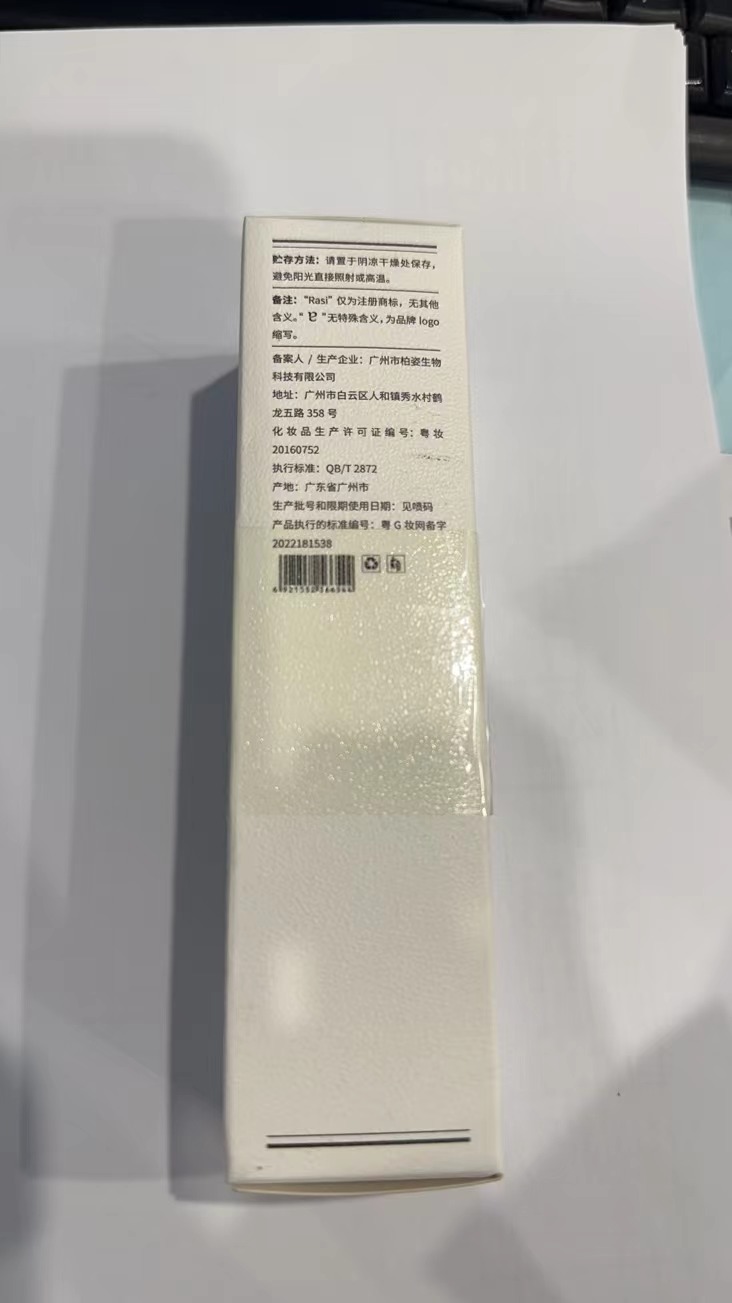 贮存方法：请置于阴凉干燥处保存，
避免阳光直接照射或高温。
备注："Rasi"仅为注册商标，无其他
含义。" "无特殊含义，为品牌 logo
缩写。
备案人 / 生产企业：广州市柏姿生物
科技有限公司
地址：广州市白云区人和镇秀水村鹤
龙五路 358 号
化妆品生产许可证编号：粤妆
20160752
执行标准：QB/T 2872
产地：广东省广州市
生产批号和限期使用日期：见喷码
产品执行的标准编号：粤 G 妆网备字
2022181538